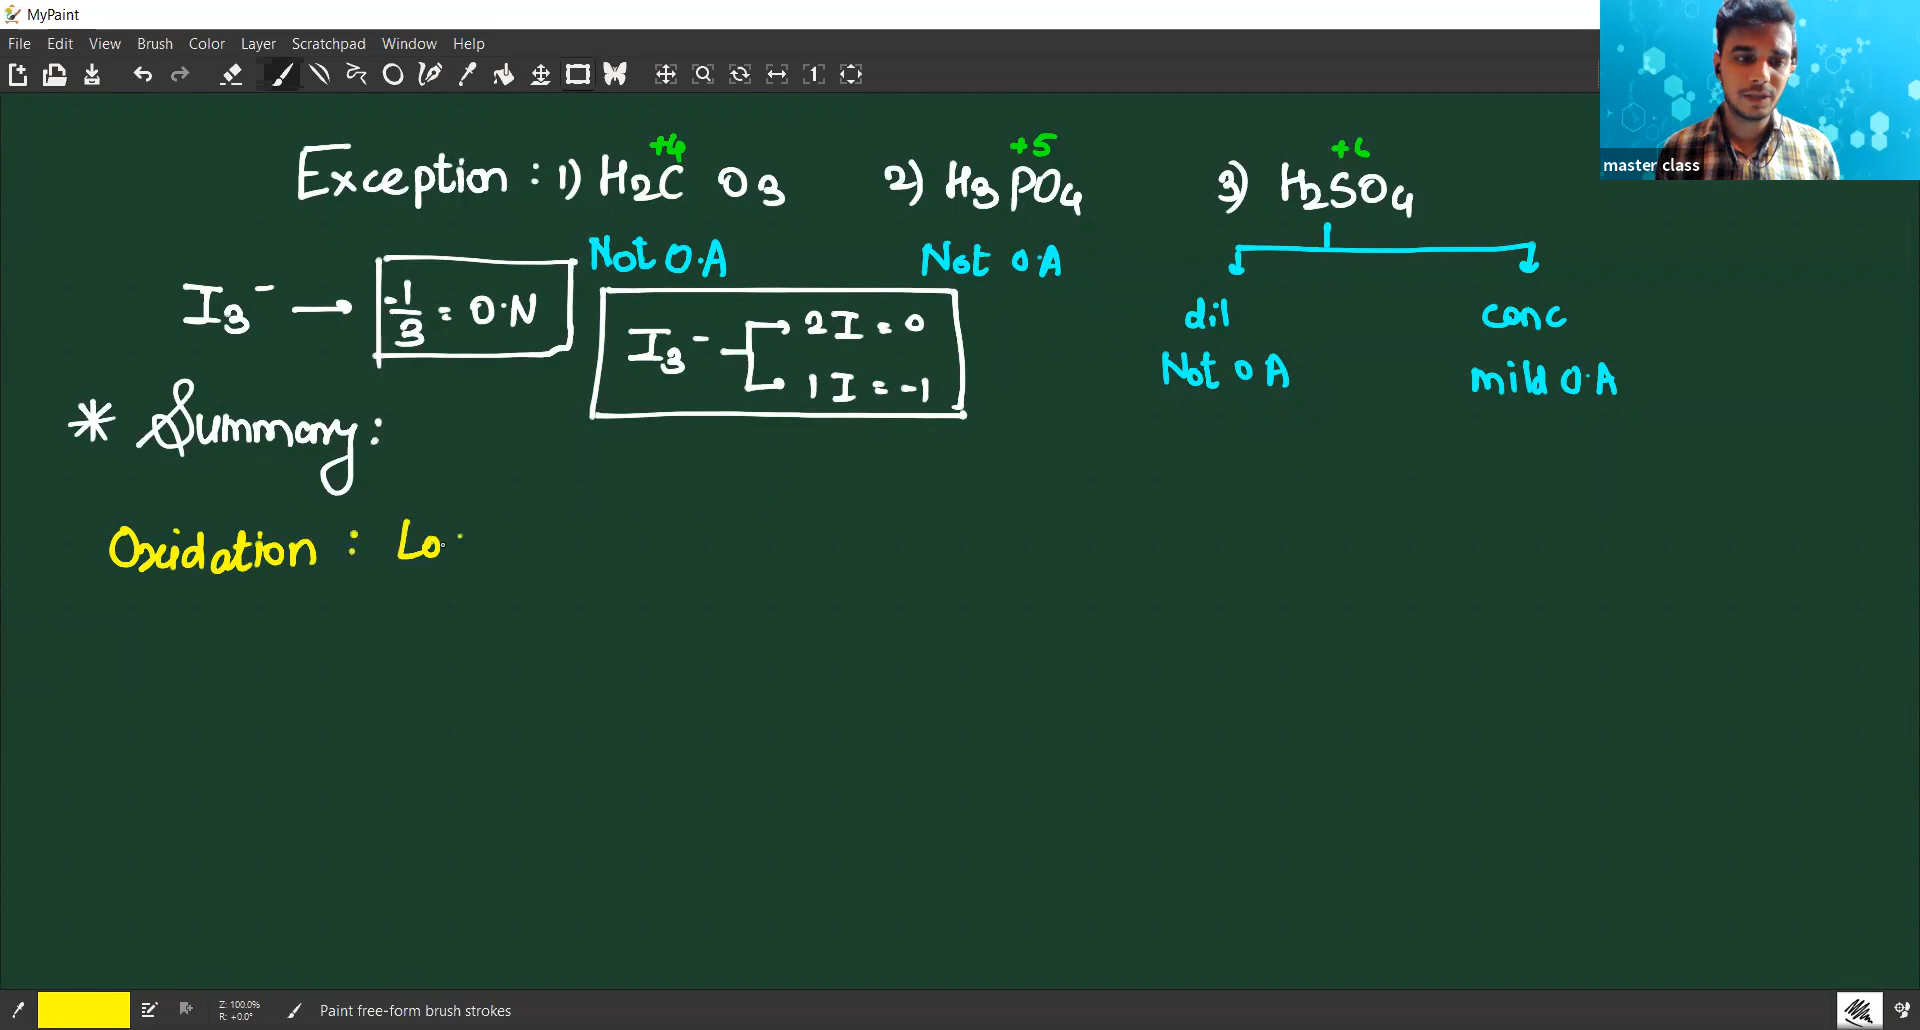 MyPaint
File Edit View Brush Color Layer Scratchpad Window Help
master class
Exception : 1) H2C O3 2) H3PO4 3) H2SO4
+4 +5 +6
Not O.A Not O.A
I3⁻ → -1/3 = O.N
I3⁻ 2I = 0
1I = -1
dil conc
Not O A mild O.A
* Summary:
Oxidation : Lo
Z: 100.0%
R: +0.0°
Paint free-form brush strokes